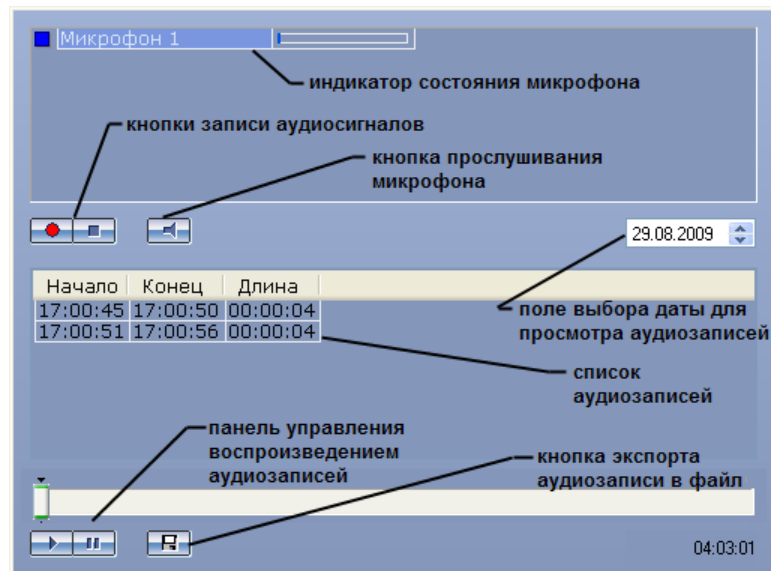 Микрофон 1
индикатор состояния микрофона
кнопки записи аудиосигналов
кнопка прослушивания
микрофона
29.08.2009
Начало Конец Длина
17:00:45 17:00:50 00:00:04
17:00:51 17:00:56 00:00:04
поле выбора даты для
просмотра аудиозаписей
список
аудиозаписей
панель управления
воспроизведением
аудиозаписей
кнопка экспорта
аудиозаписи в файл
04:03:01